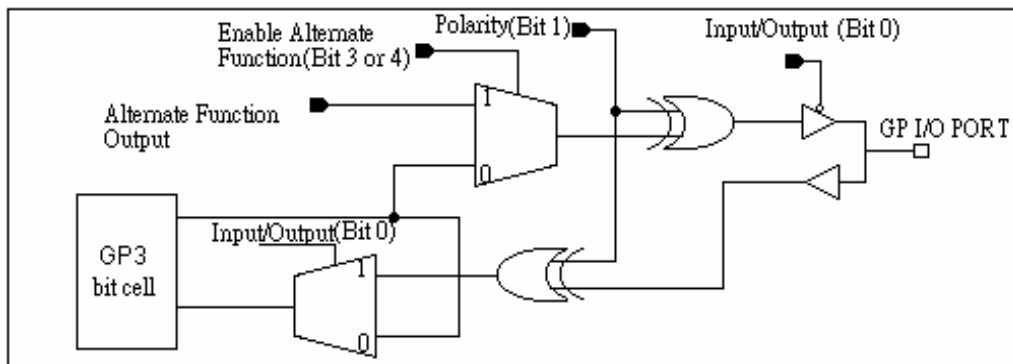 Enable Alternate
Function(Bit 3 or 4)
Polarity(Bit 1)
Input/Output (Bit 0)
Alternate Function
Output
1
0
GP I/O PORT
GP3
bit cell
Input/Output(Bit 0)
1
0